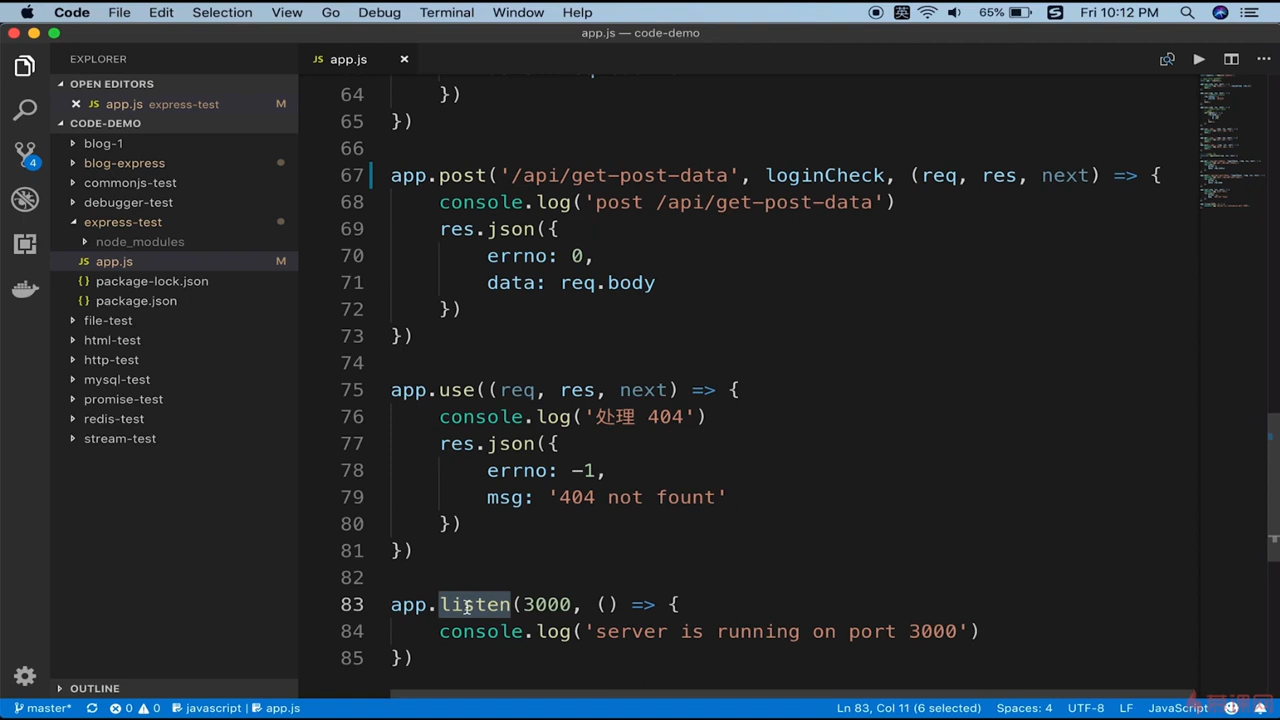 Code File Edit Selection View Go Debug Terminal Window Help 英 65% S Fri 10:12 PM
app.js — code-demo
EXPLORER
OPEN EDITORS
app.js express-test M
CODE-DEMO
blog-1
blog-express
commonjs-test
debugger-test
express-test
node_modules
JS app.js M
{} package-lock.json
{} package.json
file-test
html-test
http-test
mysql-test
promise-test
redis-test
stream-test
OUTLINE
4
JS app.js
64 })
65 })
66
67 app.post('/api/get-post-data', loginCheck, (req, res, next) => {
68 console.log('post /api/get-post-data')
69 res.json({
70 errno: 0,
71 data: req.body
72 })
73 })
74
75 app.use((req, res, next) => {
76 console.log('处理 404')
77 res.json({
78 errno: -1,
79 msg: '404 not fount'
80 })
81 })
82
83 app.listen(3000, () => {
84 console.log('server is running on port 3000')
85 })
master* 0 0 javascript app.js Ln 83, Col 11 (6 selected) Spaces: 4 UTF-8 LF JavaScript